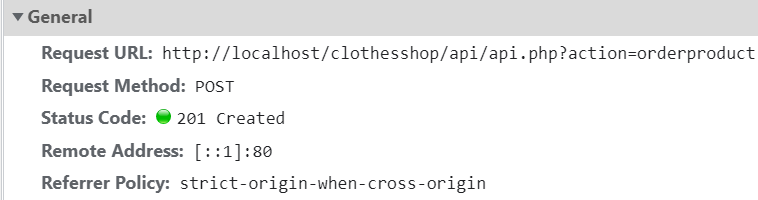 General
Request URL: http://localhost/clothesshop/api/api.php?action=orderproduct
Request Method: POST
Status Code: 201 Created
Remote Address: [::1]:80
Referrer Policy: strict-origin-when-cross-origin